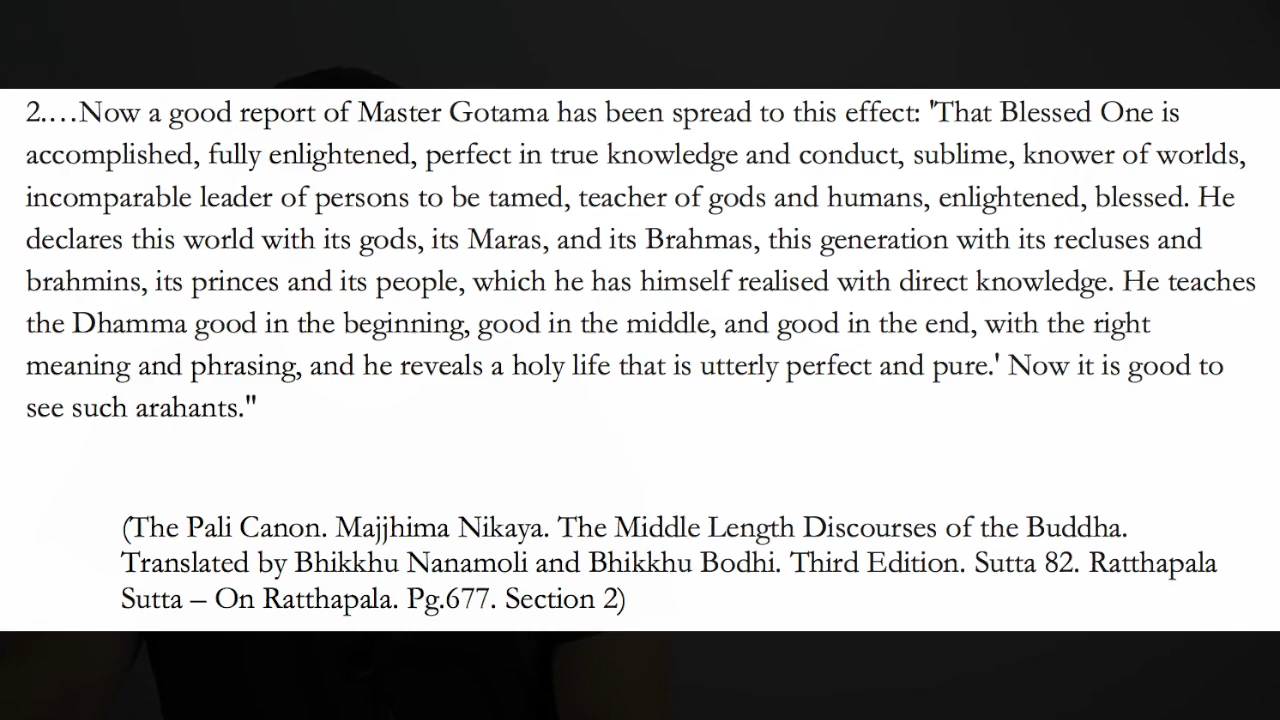 2....Now a good report of Master Gotama has been spread to this effect: 'That Blessed One is
accomplished, fully enlightened, perfect in true knowledge and conduct, sublime, knower of worlds,
incomparable leader of persons to be tamed, teacher of gods and humans, enlightened, blessed. He
declares this world with its gods, its Maras, and its Brahmas, this generation with its recluses and
brahmins, its princes and its people, which he has himself realised with direct knowledge. He teaches
the Dhamma good in the beginning, good in the middle, and good in the end, with the right
meaning and phrasing, and he reveals a holy life that is utterly perfect and pure.' Now it is good to
see such arahants."
(The Pali Canon. Majjhima Nikaya. The Middle Length Discourses of the Buddha.
Translated by Bhikkhu Nanamoli and Bhikkhu Bodhi. Third Edition. Sutta 82. Ratthapala
Sutta – On Ratthapala. Pg.677. Section 2)